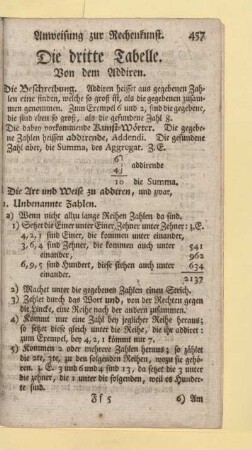 Anweisung zur Rechenkunst. 457
Die dritte Tabelle.
Von dem Addiren.
Die Beschreibung. Addiren heisset aus gegebenen Zah-
len eine finden, welche so groß ist, als die gegebenen zusam-
men genommen. Zum Exempel 6 und 2, sind die gegebene,
die sind eben so groß, als die gefundene Zahl 8.
Die dabey vorkommende Kunst-Wörter. Die gegebe-
ne Zahlen heissen addirende, Addendi. Die gefundene
Zahl aber, die Summa, das Aggregat. Z.E.
6
4 addirende
10 die Summa.
Die Art und Weise zu addiren, und zwar,
1. Unbenannte Zahlen.
a) Wenn nicht allzu lange Reihen Zahlen da sind.
1) Setzet die Einer unter Einer, Zehner unter Zehner: z.E.
4, 2, 1 sind Einer, die kommen unter einander,
3, 6, 4 sind Zehner, die kommen auch unter 541
einander, 962
6, 9, 5 sind Hundert, diese stehen auch unter 634
einander. 2137
2) Machet unter die gegebenen Zahlen einen Strich.
3) Zehlet durch das Wort und, von der Rechten gegen
die Lincke, eine Reihe nach der andern zusammen.
4) Kommt nur eine Zahl bey jeglicher Reihe heraus;
so setzet diese gleich unter die Reihe, die ihr addiret:
zum Exempel, bey 4, 2, 1 kömmt nur 7.
5) Kommen 2 oder mehrere Zahlen heraus; so zählet
die 2te, 3te, zu den folgenden Reihen, wozu sie gehö-
ren. z. E. 3 und 6 und 4 sind 13, da setzet die 3 unter
die zehner, die 1 unter die folgenden, weil es Hunder-
te sind.
Ff 5 6) Am